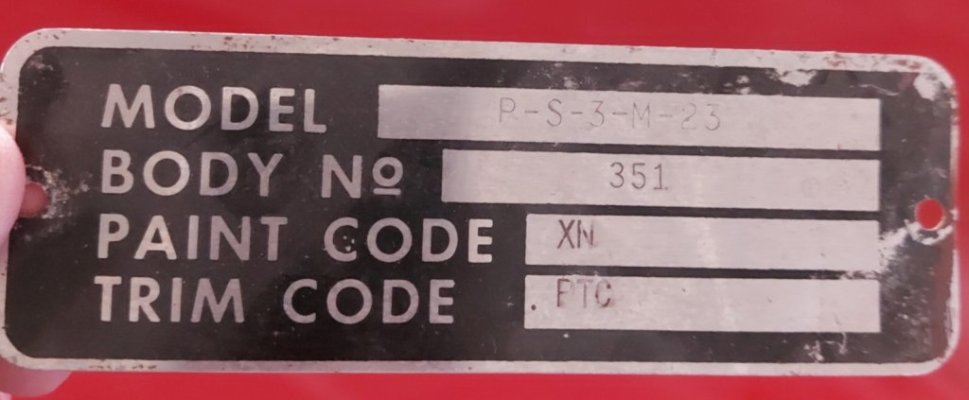 MODEL P-S-3-M-23
BODY Nº 351
PAINT CODE XN
TRIM CODE PTC